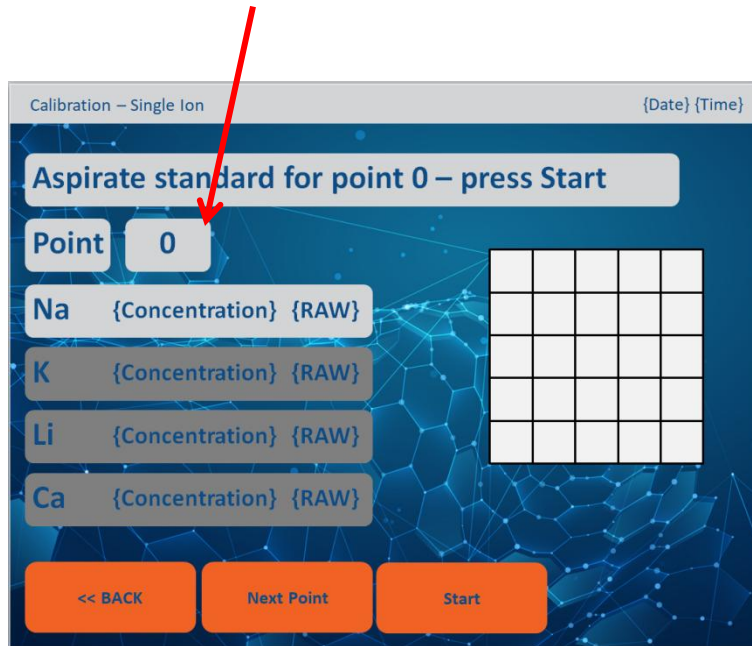 Calibration – Single Ion {Date} {Time}
Aspirate standard for point 0 – press Start
Point 0
Na {Concentration} {RAW}
K {Concentration} {RAW}
Li {Concentration} {RAW}
Ca {Concentration} {RAW}
<< BACK Next Point Start